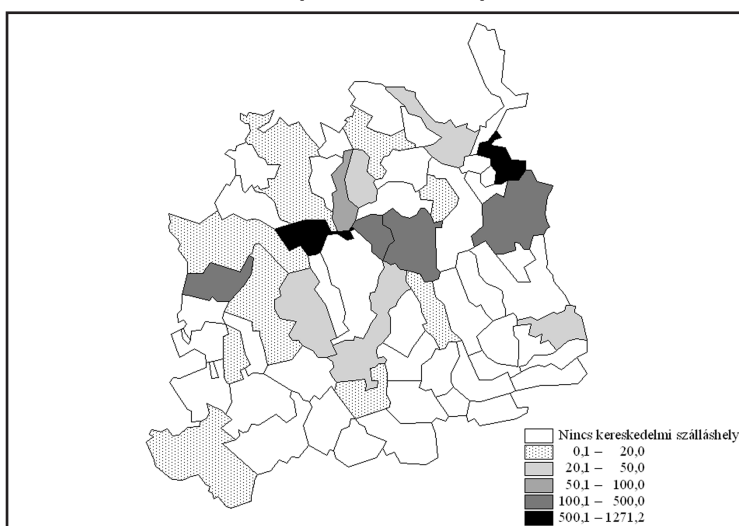 Nincs kereskedelmi szálláshely
0,1 – 20,0
20,1 – 50,0
50,1 – 100,0
100,1 – 500,0
500,1 – 1271,2